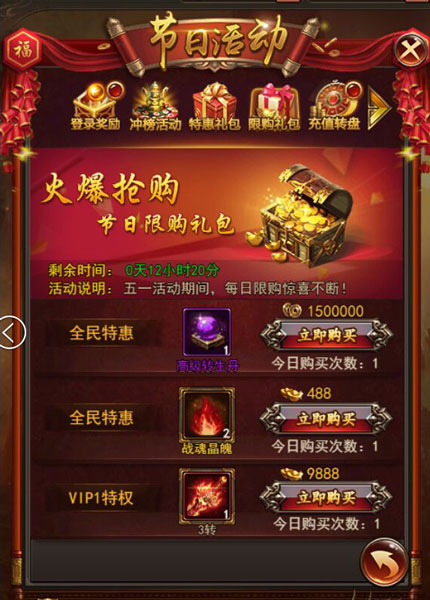 节日活动
福
登录奖励 冲榜活动 特惠礼包 限购礼包 充值转盘
火爆抢购
节日限购礼包
剩余时间： 0天12小时20分
活动说明： 五一活动期间，每日限购惊喜不断！
全民特惠
1
高级转生丹
1500000
立即购买
今日购买次数：1
全民特惠
2
战魂晶魄
488
立即购买
今日购买次数：1
VIP1特权
1
3转
9888
立即购买
今日购买次数：1